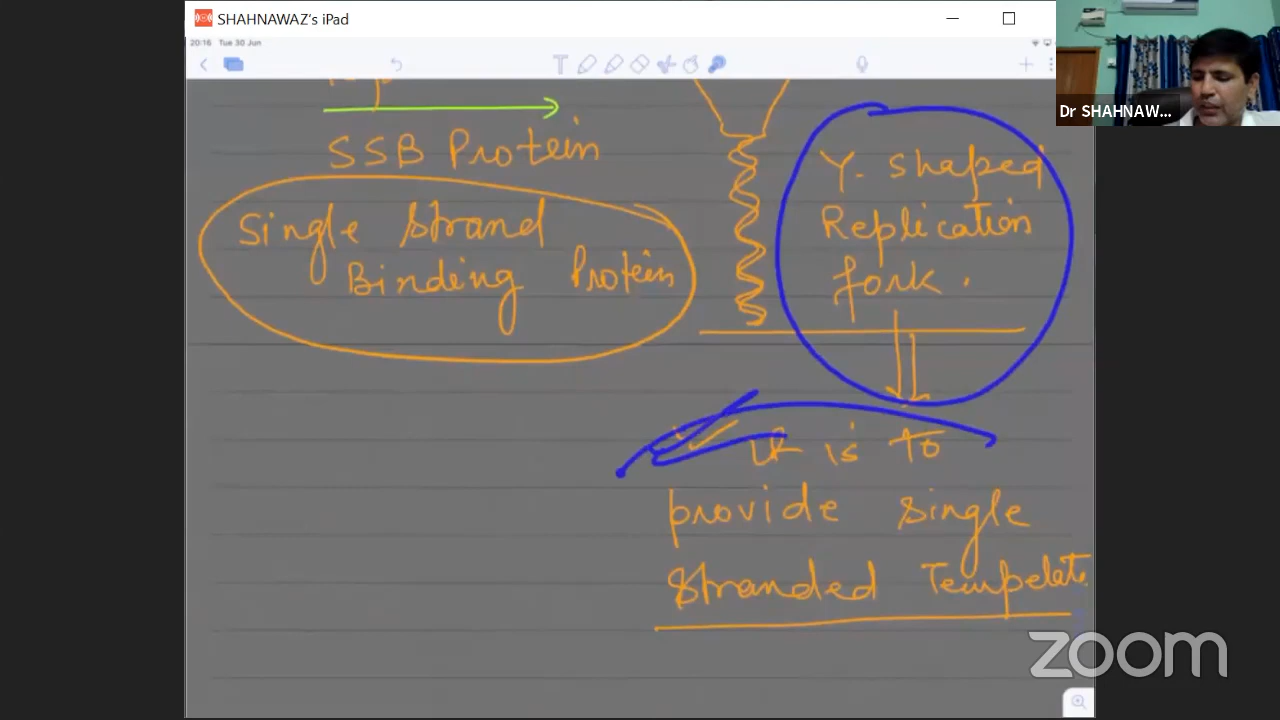 SHAHNAWAZ's iPad
20:16 Tue 30 Jun
Dr SHAHNAW...
SSB Protein
Single Strand
Binding Protein
Y-Shaped
Replication
fork.
it is to
provide single
Stranded Tempelate
zoom